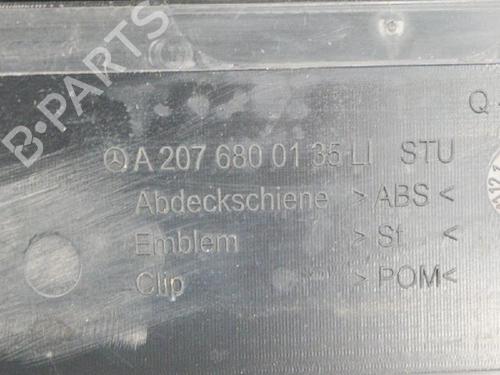 B-PARTS
Q
A 207 680 01 35 LI STU
Abdeckschiene >ABS<
Emblem >St<
Clip >POM<